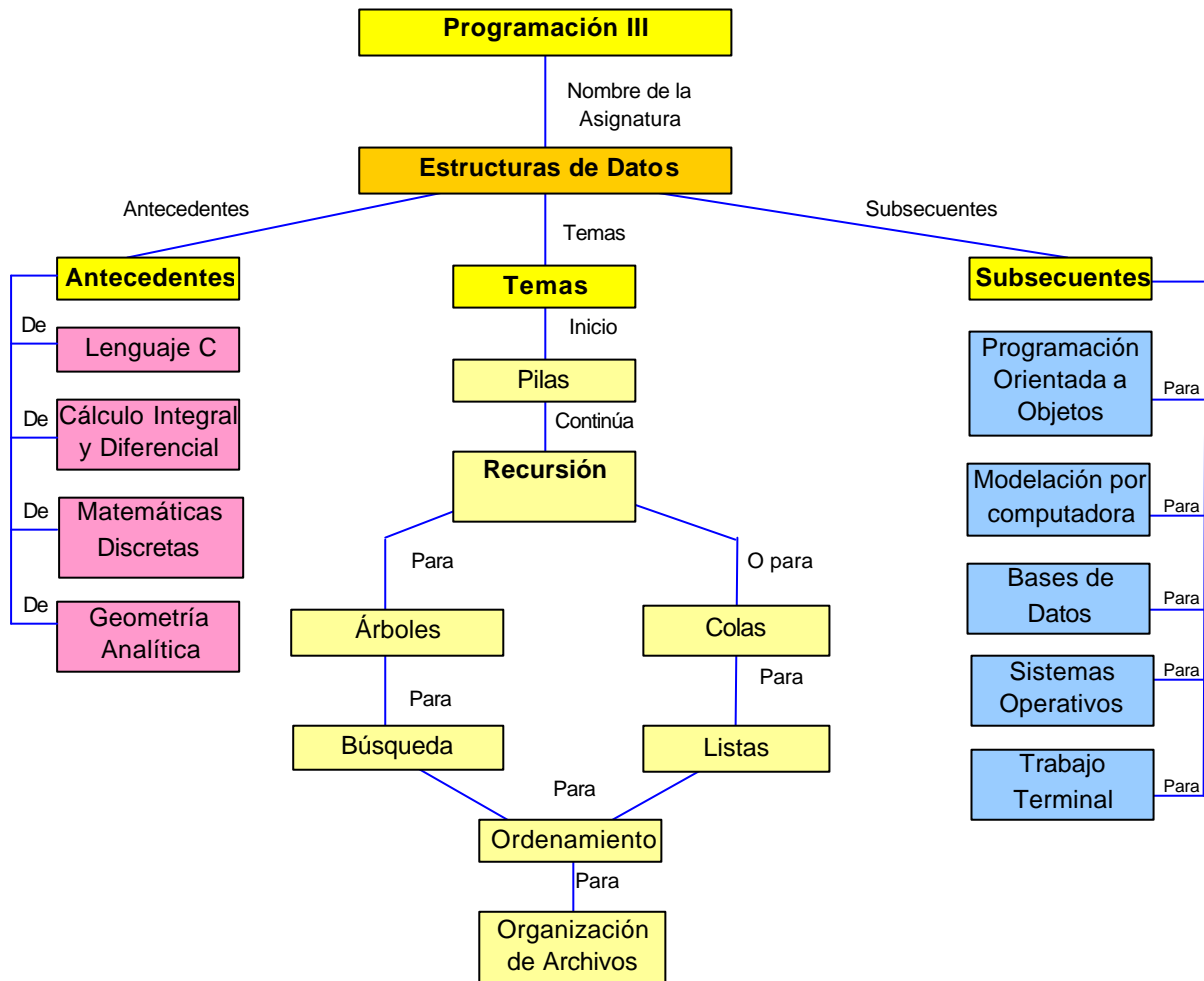 Programación III
Nombre de la
Asignatura
Estructuras de Datos
Antecedentes
Temas
Subsecuentes
Antecedentes
De
Lenguaje C
De
Cálculo Integral
y Diferencial
De
Matemáticas
Discretas
De
Geometría
Analítica
Temas
Inicio
Pilas
Continúa
Recursión
Para
O para
Árboles
Colas
Para
Para
Búsqueda
Listas
Para
Ordenamiento
Para
Organización
de Archivos
Subsecuentes
Programación
Orientada a
Objetos
Para
Modelación por
computadora
Para
Bases de
Datos
Para
Sistemas
Operativos
Para
Trabajo
Terminal
Para